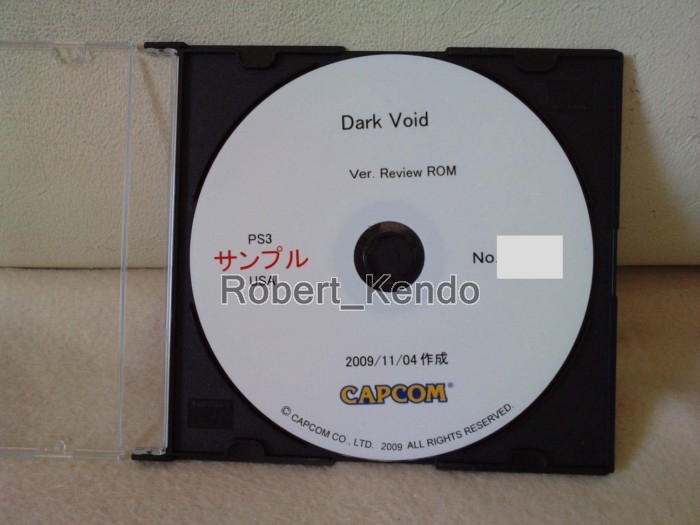 Dark Void
Ver. Review ROM
PS3
サンプル
USA
No.
Robert_Kendo
2009/11/04 作成
CAPCOM®
© CAPCOM CO., LTD. 2009 ALL RIGHTS RESERVED.